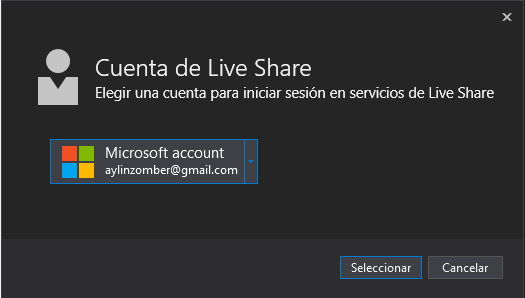 Cuenta de Live Share
Elegir una cuenta para iniciar sesión en servicios de Live Share
Microsoft account
aylinzomber@gmail.com
Seleccionar
Cancelar